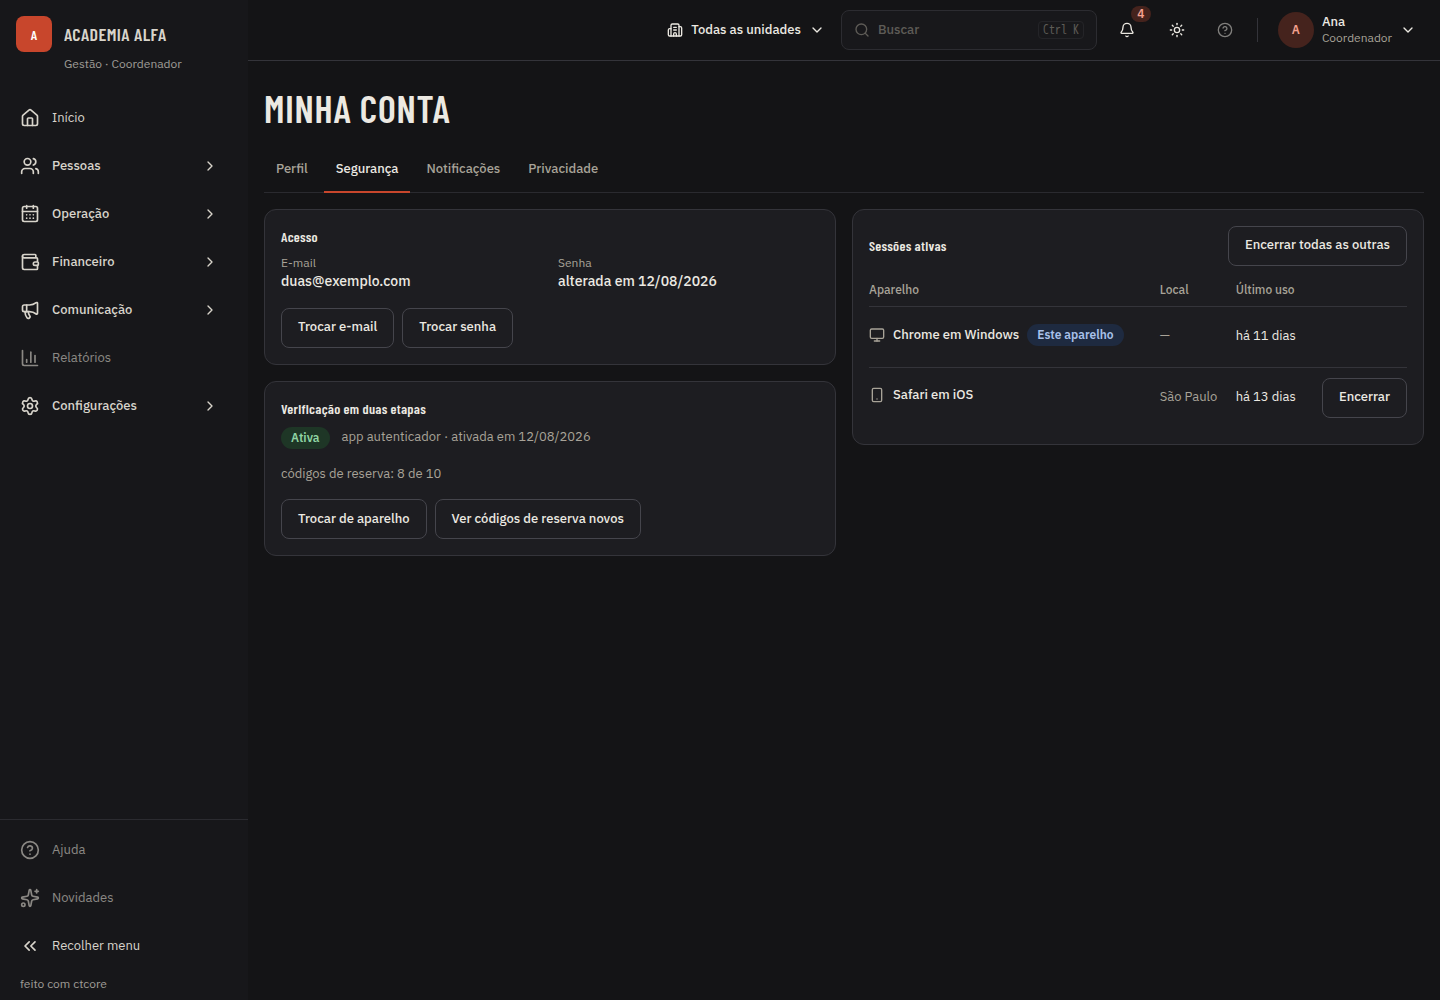 A
ACADEMIA ALFA
Gestão · Coordenador
Início
Pessoas
Operação
Financeiro
Comunicação
Relatórios
Configurações
Ajuda
Novidades
Recolher menu
feito com ctcore
Todas as unidades
Buscar
Ctrl K
4
A
Ana
Coordenador
MINHA CONTA
Perfil
Segurança
Notificações
Privacidade
Acesso
E-mail
Senha
duas@exemplo.com
alterada em 12/08/2026
Trocar e-mail
Trocar senha
Verificação em duas etapas
Ativa
app autenticador · ativada em 12/08/2026
códigos de reserva: 8 de 10
Trocar de aparelho
Ver códigos de reserva novos
Sessões ativas
Encerrar todas as outras
Aparelho
Local
Último uso
Chrome em Windows
Este aparelho
—
há 11 dias
Safari em iOS
São Paulo
há 13 dias
Encerrar